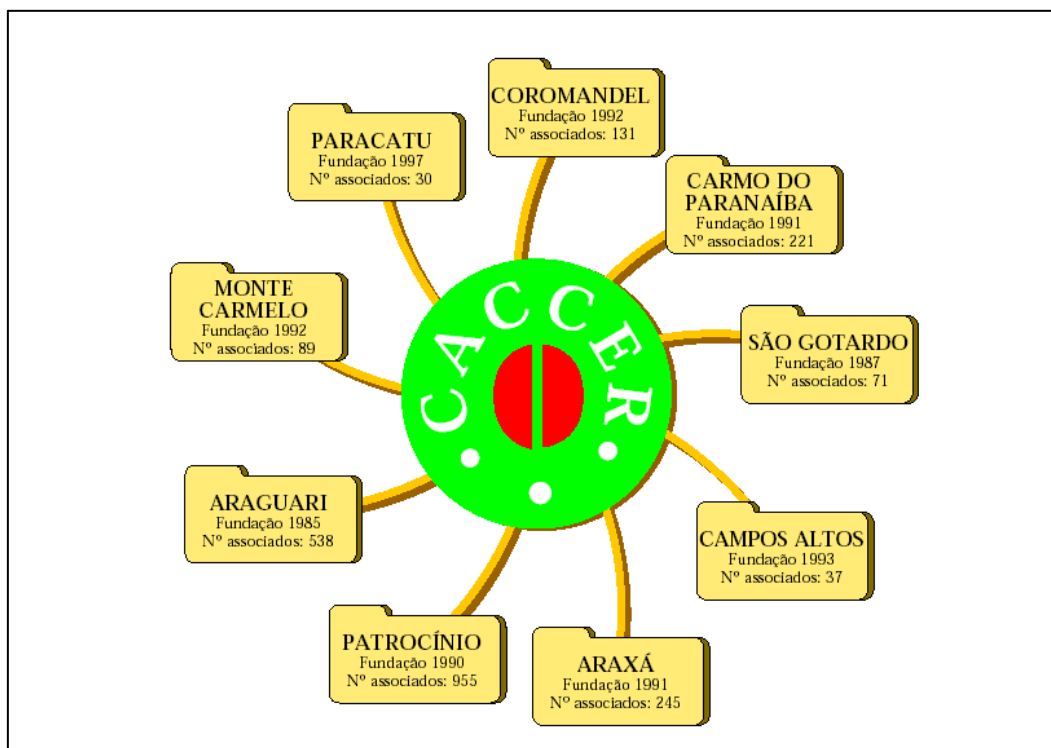 COROMANDEL
Fundação 1992
Nº associados: 131
PARACATU
Fundação 1997
Nº associados: 30
CARMO DO
PARANAÍBA
Fundação 1991
Nº associados: 221
MONTE
CARMELO
Fundação 1992
Nº associados: 89
CACCER
SÃO GOTARDO
Fundação 1987
Nº associados: 71
ARAGUARI
Fundação 1985
Nº associados: 538
CAMPOS ALTOS
Fundação 1993
Nº associados: 37
PATROCÍNIO
Fundação 1990
Nº associados: 955
ARAXÁ
Fundação 1991
Nº associados: 245